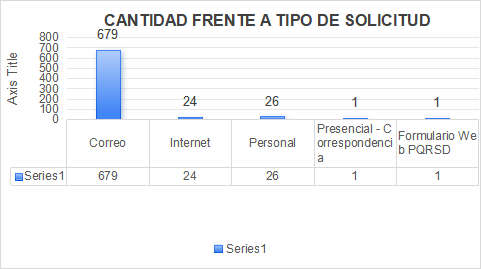 CANTIDAD FRENTE A TIPO DE SOLICITUD
Axis Title
800
700
600
500
400
300
200
100
0
679
24
26
1
1
Correo
Internet
Personal
Presencial - C
orrespondenci
a
Formulario We
b PQRSD
Series1
679
24
26
1
1
Series1